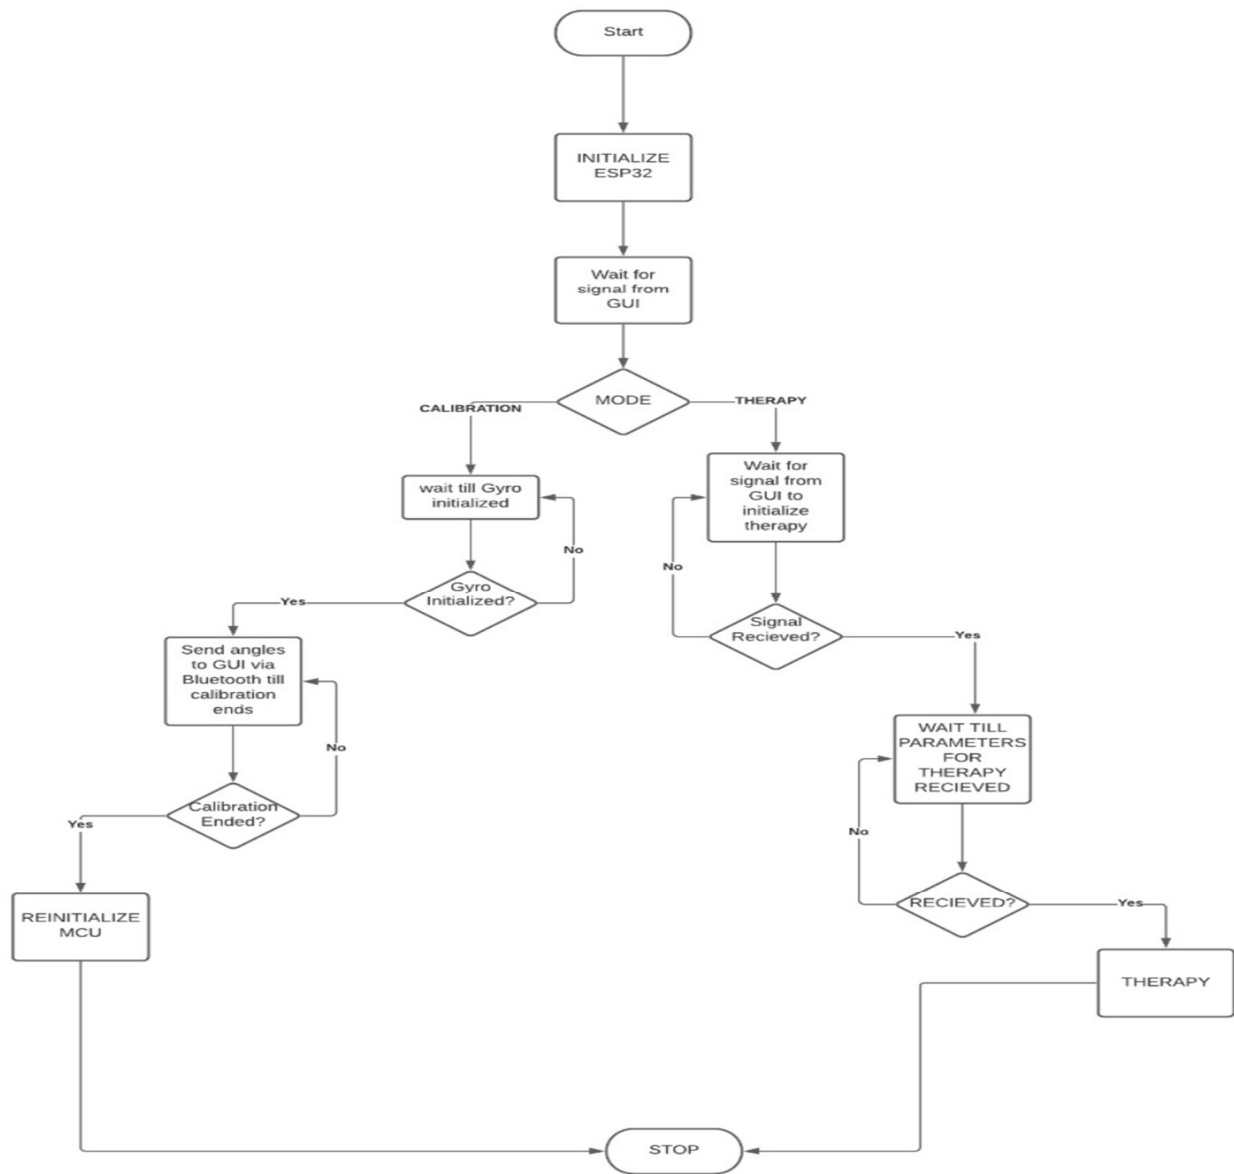 Start
INITIALIZE
ESP32
Wait for
signal from
GUI
MODE
CALIBRATION
THERAPY
wait till Gyro
initialized
No
Gyro
Initialized?
Yes
Send angles
to GUI via
Bluetooth till
calibration
ends
No
Calibration
Ended?
Yes
REINITIALIZE
MCU
Wait for
signal from
GUI to
initialize
therapy
No
Signal
Recieved?
Yes
WAIT TILL
PARAMETERS
FOR
THERAPY
RECIEVED
No
RECIEVED?
Yes
THERAPY
STOP